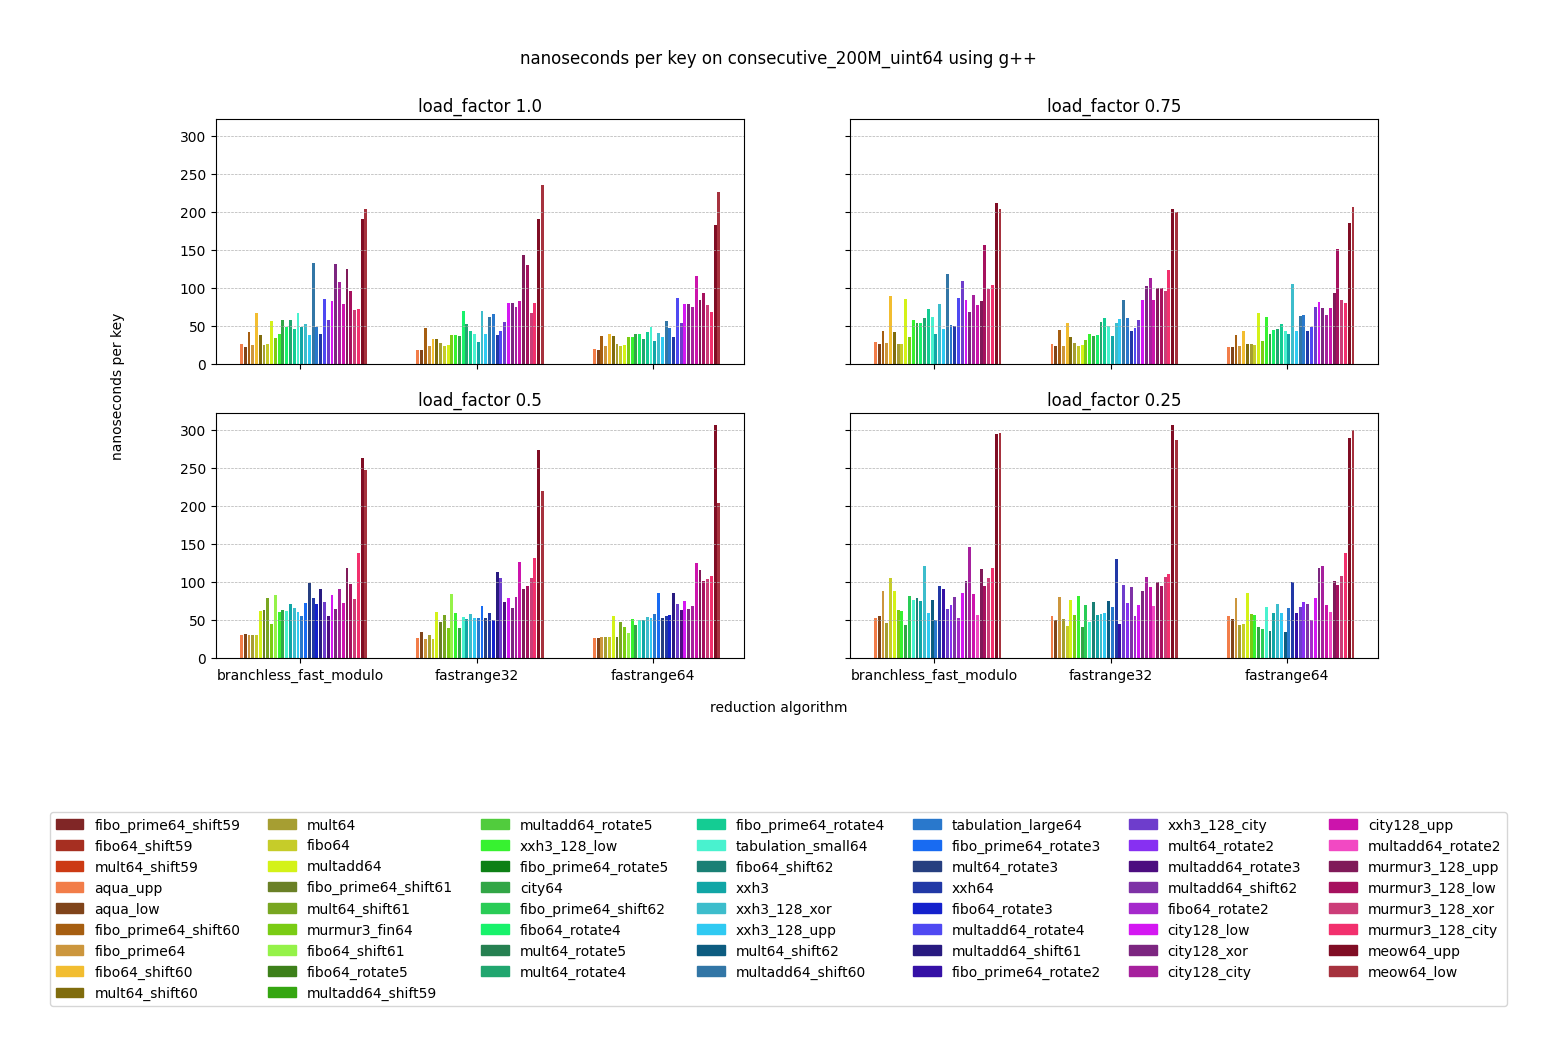 nanoseconds per key on consecutive_200M_uint64 using g++
load_factor 1.0
load_factor 0.75
300
250
200
150
100
50
0
nanoseconds per key
load_factor 0.5
load_factor 0.25
300
250
200
150
100
50
0
branchless_fast_modulo fastrange32 fastrange64
branchless_fast_modulo fastrange32 fastrange64
reduction algorithm
fibo_prime64_shift59
fibo64_shift59
mult64_shift59
aqua_upp
aqua_low
fibo_prime64_shift60
fibo_prime64
fibo64_shift60
mult64_shift60
mult64
fibo64
multadd64
fibo_prime64_shift61
mult64_shift61
murmur3_fin64
fibo64_shift61
fibo64_rotate5
multadd64_shift59
multadd64_rotate5
xxh3_128_low
fibo_prime64_rotate5
city64
fibo_prime64_shift62
fibo64_rotate4
mult64_rotate5
mult64_rotate4
fibo_prime64_rotate4
tabulation_small64
fibo64_shift62
xxh3
xxh3_128_xor
xxh3_128_upp
mult64_shift62
multadd64_shift60
tabulation_large64
fibo_prime64_rotate3
mult64_rotate3
xxh64
fibo64_rotate3
multadd64_rotate4
multadd64_shift61
fibo_prime64_rotate2
xxh3_128_city
mult64_rotate2
multadd64_rotate3
multadd64_shift62
fibo64_rotate2
city128_low
city128_xor
city128_city
city128_upp
multadd64_rotate2
murmur3_128_upp
murmur3_128_low
murmur3_128_xor
murmur3_128_city
meow64_upp
meow64_low